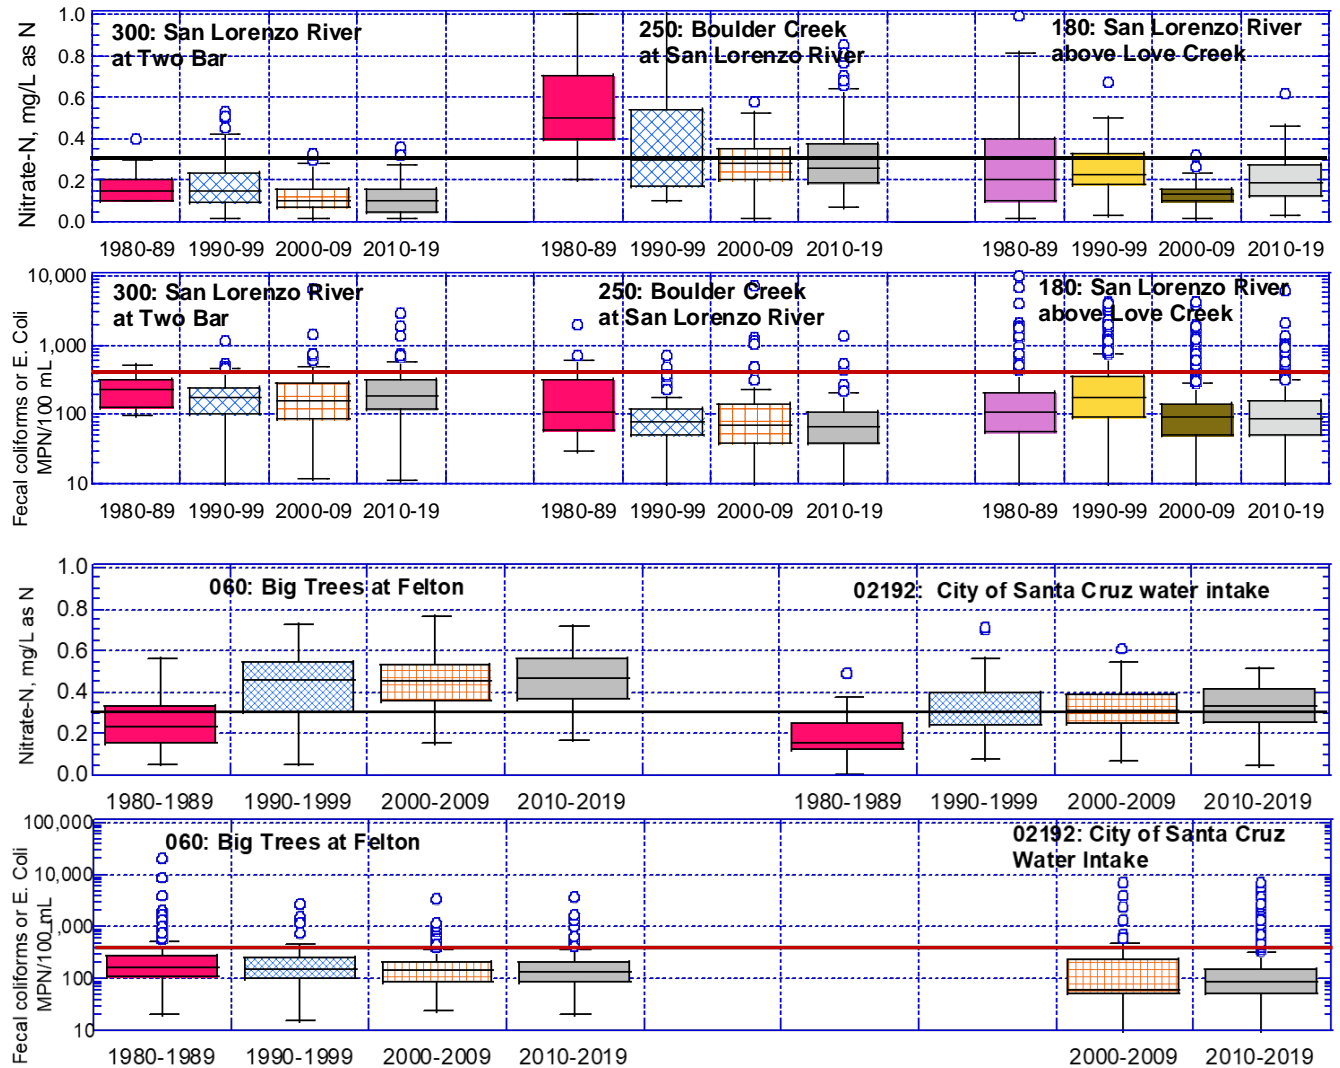 Nitrate-N, mg/L as N
1.0
0.8
0.6
0.4
0.2
0.0
300: San Lorenzo River
at Two Bar
250: Boulder Creek
at San Lorenzo River
180: San Lorenzo River
above Love Creek
1980-89 1990-99 2000-09 2010-19 1980-89 1990-99 2000-09 2010-19 1980-89 1990-99 2000-09 2010-19
Fecal coliforms or E. Coli
MPN/100 mL
10,000
1,000
100
10
300: San Lorenzo River
at Two Bar
250: Boulder Creek
at San Lorenzo River
180: San Lorenzo River
above Love Creek
1980-89 1990-99 2000-09 2010-19 1980-89 1990-99 2000-09 2010-19 1980-89 1990-99 2000-09 2010-19
Nitrate-N, mg/L as N
1.0
0.8
0.6
0.4
0.2
0.0
060: Big Trees at Felton
02192: City of Santa Cruz water intake
1980-1989 1990-1999 2000-2009 2010-2019 1980-1989 1990-1999 2000-2009 2010-2019
Fecal coliforms or E. Coli
MPN/100 mL
100,000
10,000
1,000
100
10
060: Big Trees at Felton
02192: City of Santa Cruz
Water Intake
1980-1989 1990-1999 2000-2009 2010-2019 2000-2009 2010-2019